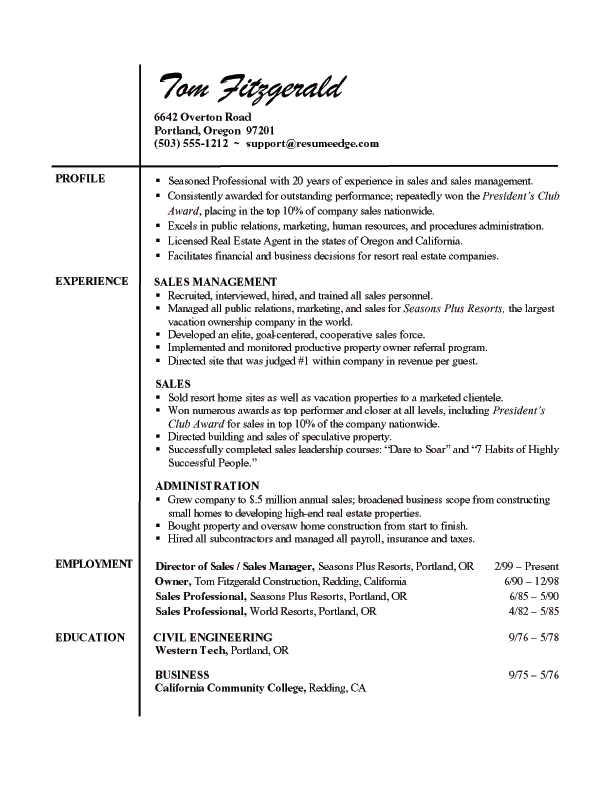 Tom Fitzgerald
6642 Overton Road
Portland, Oregon 97201
(503) 555-1212 ~ support@resumeedge.com
PROFILE
▪ Seasoned Professional with 20 years of experience in sales and sales management.
▪ Consistently awarded for outstanding performance; repeatedly won the President's Club
Award, placing in the top 10% of company sales nationwide.
▪ Excels in public relations, marketing, human resources, and procedures administration.
▪ Licensed Real Estate Agent in the states of Oregon and California.
▪ Facilitates financial and business decisions for resort real estate companies.
EXPERIENCE
SALES MANAGEMENT
▪ Recruited, interviewed, hired, and trained all sales personnel.
▪ Managed all public relations, marketing, and sales for Seasons Plus Resorts, the largest
vacation ownership company in the world.
▪ Developed an elite, goal-centered, cooperative sales force.
▪ Implemented and monitored productive property owner referral program.
▪ Directed site that was judged #1 within company in revenue per guest.
SALES
▪ Sold resort home sites as well as vacation properties to a marketed clientele.
▪ Won numerous awards as top performer and closer at all levels, including President's
Club Award for sales in top 10% of the company nationwide.
▪ Directed building and sales of speculative property.
▪ Successfully completed sales leadership courses: "Dare to Soar" and "7 Habits of Highly
Successful People."
ADMINISTRATION
▪ Grew company to $.5 million annual sales; broadened business scope from constructing
small homes to developing high-end real estate properties.
▪ Bought property and oversaw home construction from start to finish.
▪ Hired all subcontractors and managed all payroll, insurance and taxes.
EMPLOYMENT
Director of Sales / Sales Manager, Seasons Plus Resorts, Portland, OR 2/99 – Present
Owner, Tom Fitzgerald Construction, Redding, California 6/90 – 12/98
Sales Professional, Seasons Plus Resorts, Portland, OR 6/85 – 5/90
Sales Professional, World Resorts, Portland, OR 4/82 – 5/85
EDUCATION
CIVIL ENGINEERING 9/76 – 5/78
Western Tech, Portland, OR
BUSINESS 9/75 – 5/76
California Community College, Redding, CA